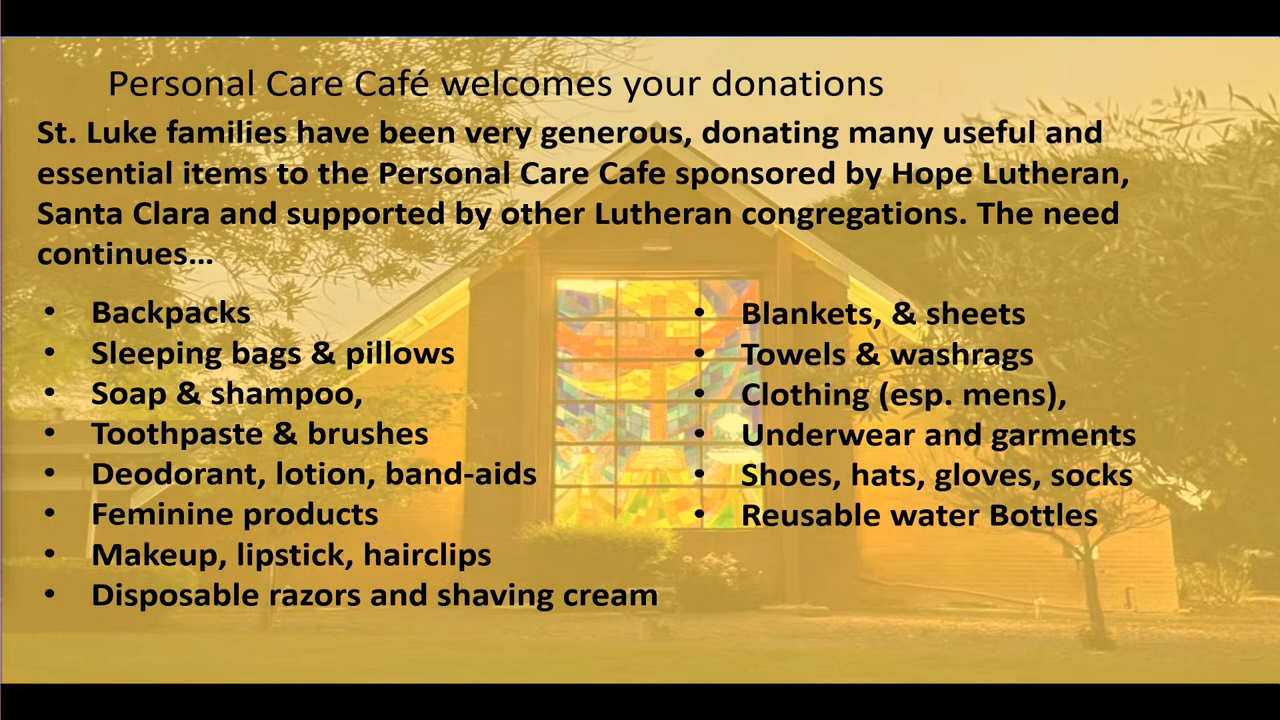 Personal Care Café welcomes your donations
St. Luke families have been very generous, donating many useful and
essential items to the Personal Care Cafe sponsored by Hope Lutheran,
Santa Clara and supported by other Lutheran congregations. The need
continues…
• Backpacks
• Sleeping bags & pillows
• Soap & shampoo,
• Toothpaste & brushes
• Deodorant, lotion, band-aids
• Feminine products
• Makeup, lipstick, hairclips
• Disposable razors and shaving cream
• Blankets, & sheets
• Towels & washrags
• Clothing (esp. mens),
• Underwear and garments
• Shoes, hats, gloves, socks
• Reusable water Bottles